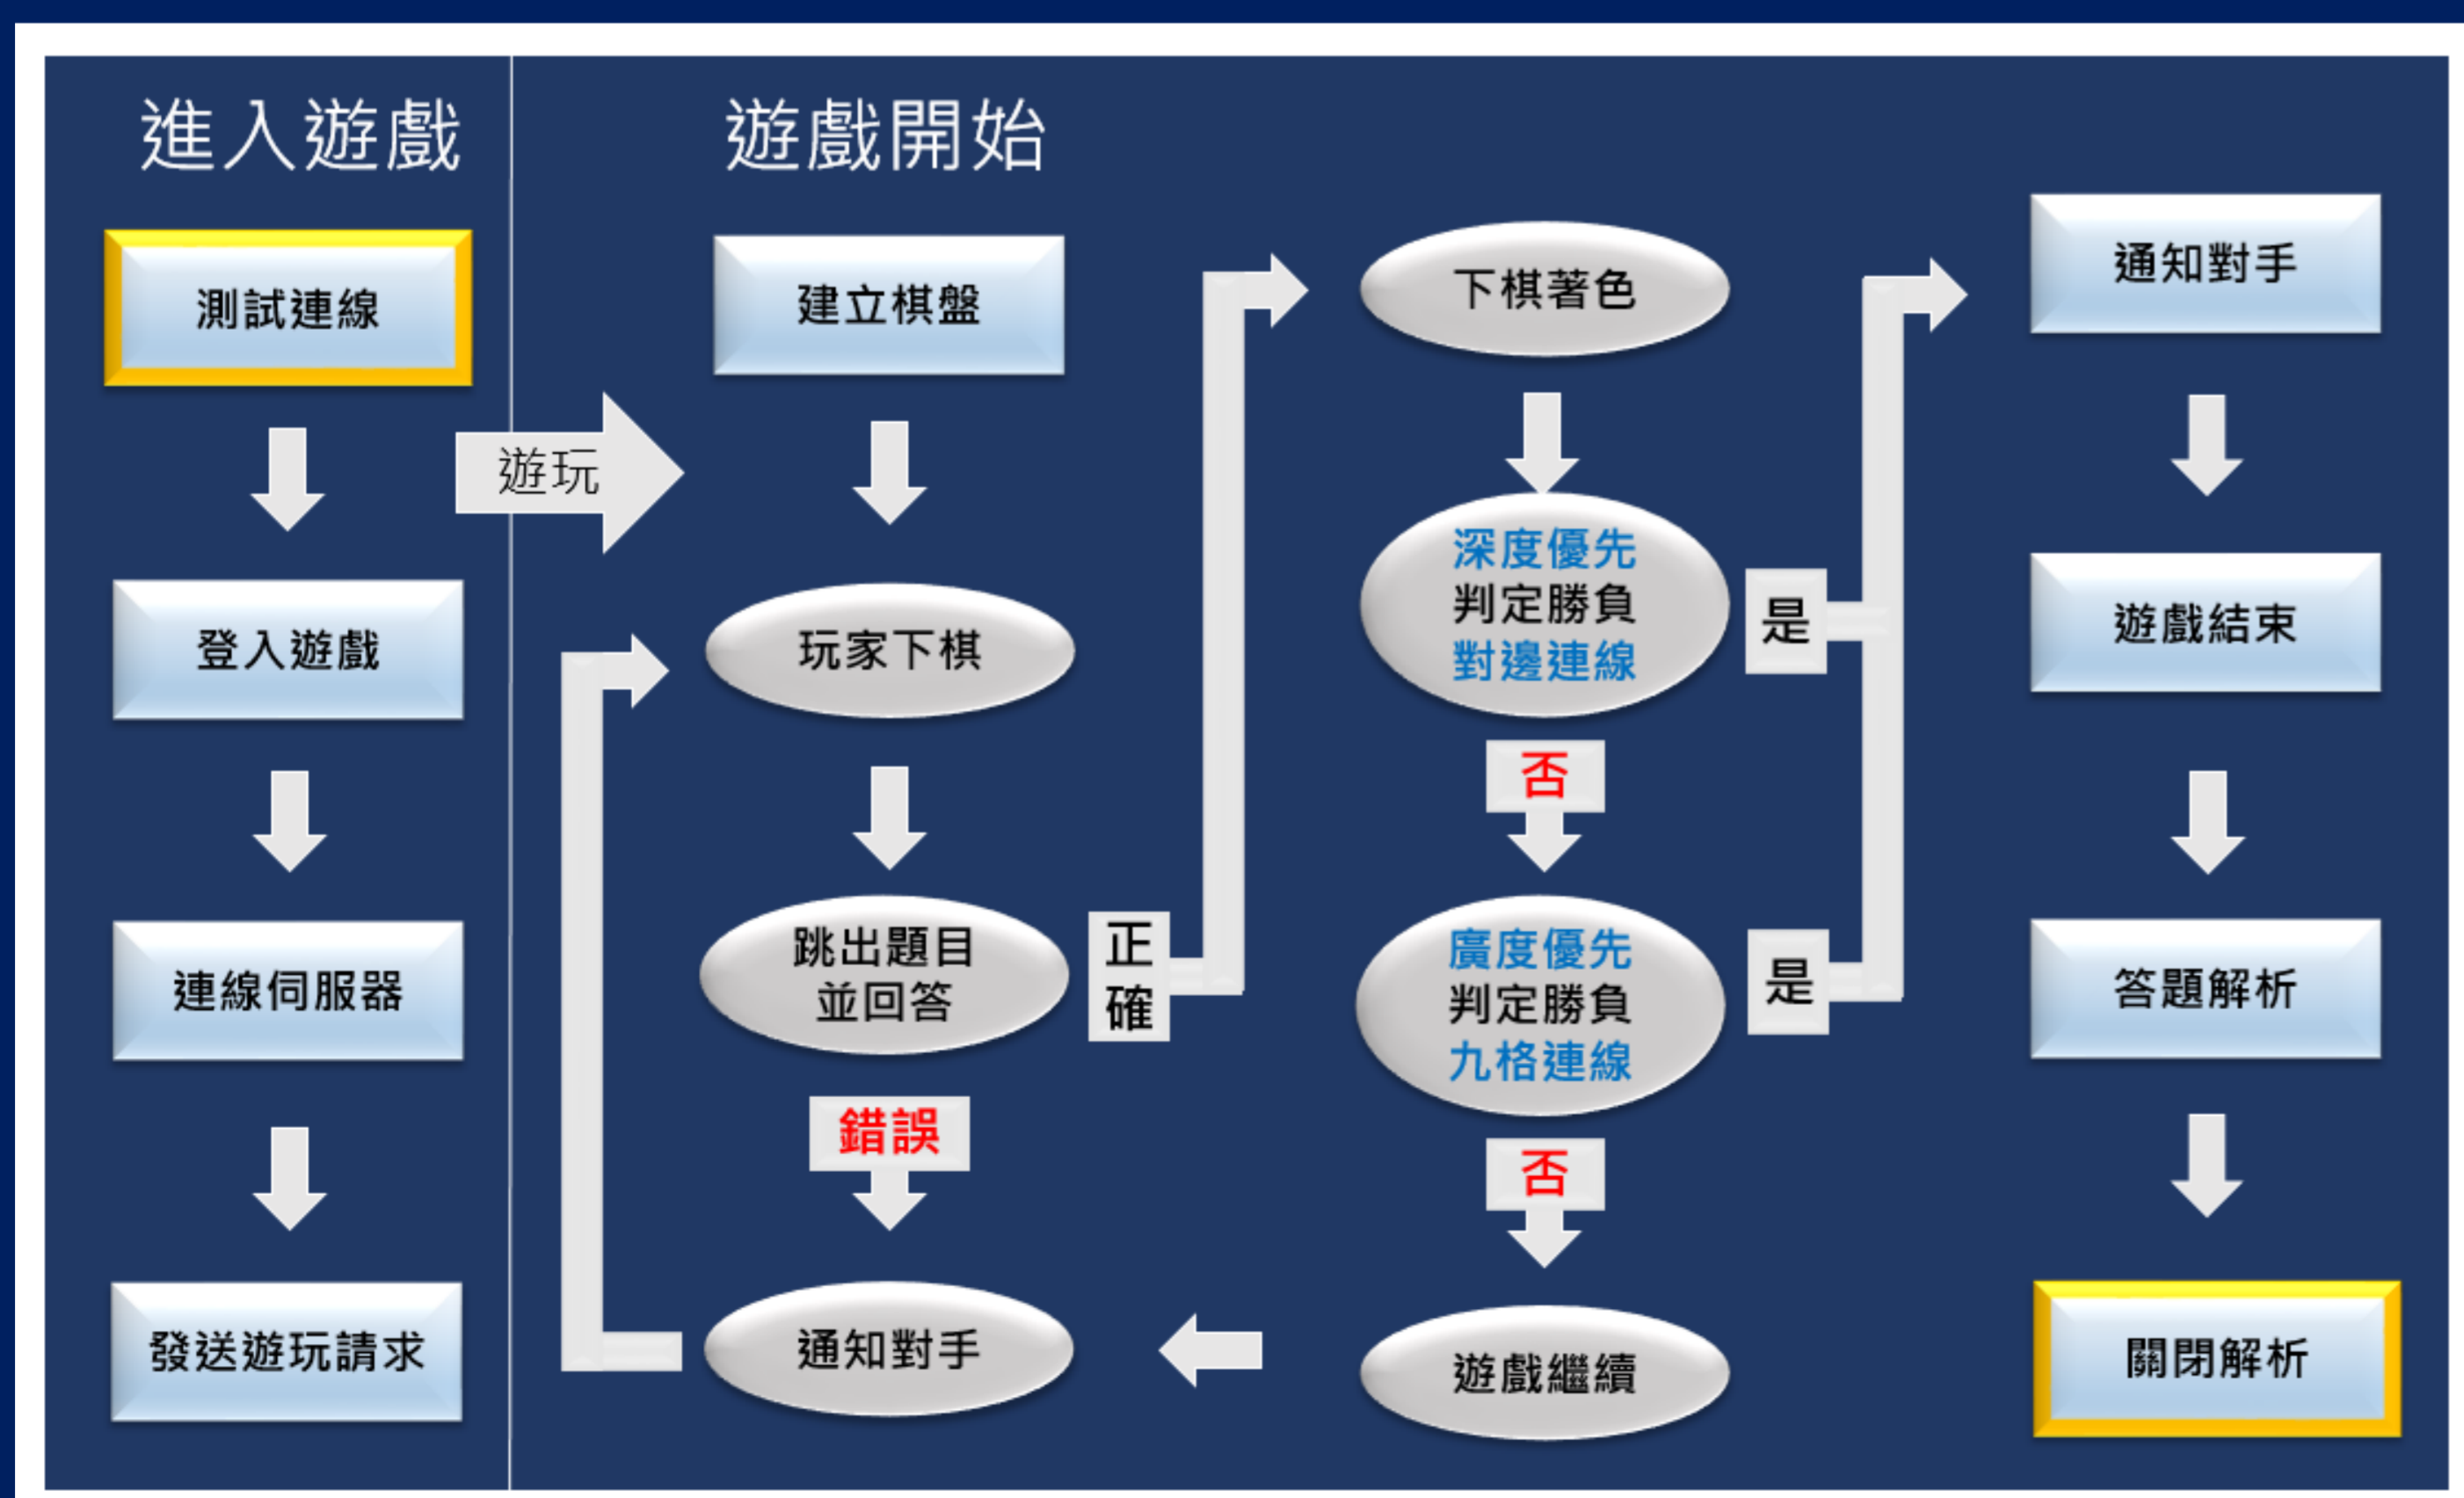 進入遊戲
測試連線
登入遊戲
連線伺服器
發送遊玩請求
遊玩
遊戲開始
建立棋盤
玩家下棋
跳出題目
並回答
正
確
錯誤
通知對手
下棋著色
深度優先
判定勝負
對邊連線
是
否
廣度優先
判定勝負
九格連線
是
否
遊戲繼續
通知對手
遊戲結束
答題解析
關閉解析